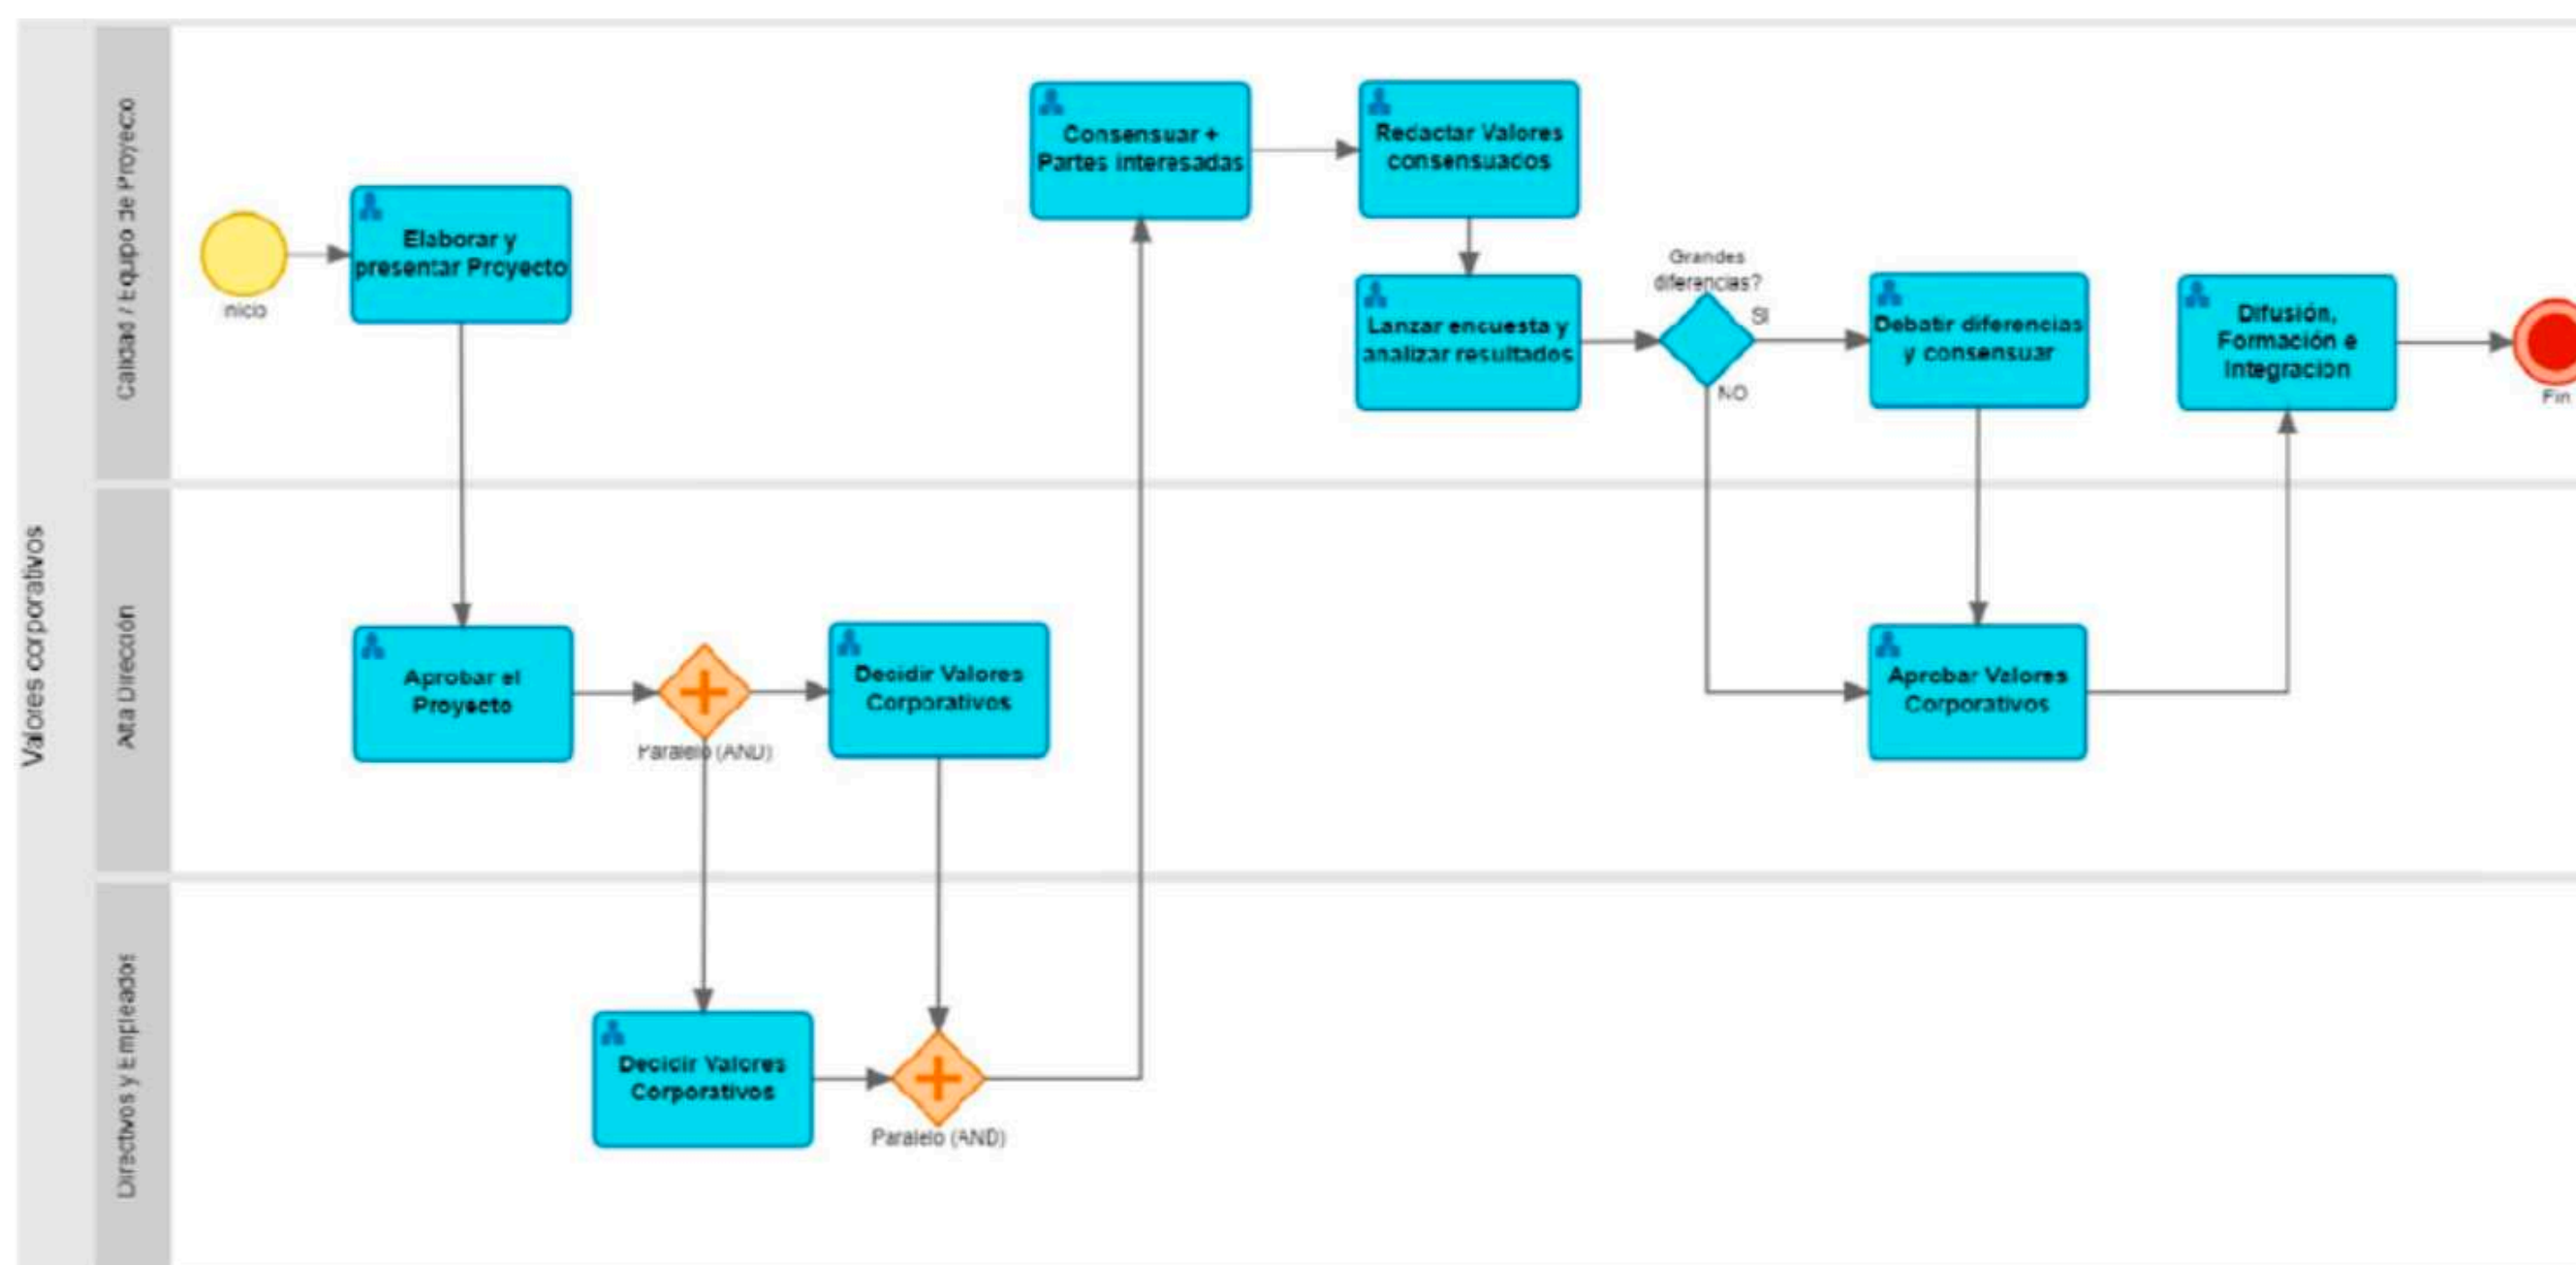 Valores corporativos
Calidad / Equipo de Proyeco
Inicio
Elaborar y
presentar Proyecto
Consensuar +
Partes interesadas
Redactar Valores
consensuados
Lanzar encuesta y
analizar resultados
Grandes
diferencias?
SI
NO
Debatir diferencias
y consensuar
Difusión,
Formación e
Integración
Fin
Alta Dirección
Aprobar el
Proyecto
Paralelo (AND)
Decidir Valores
Corporativos
Aprobar Valores
Corporativos
Directivos y Empleados
Decidir Valores
Corporativos
Paralelo (AND)